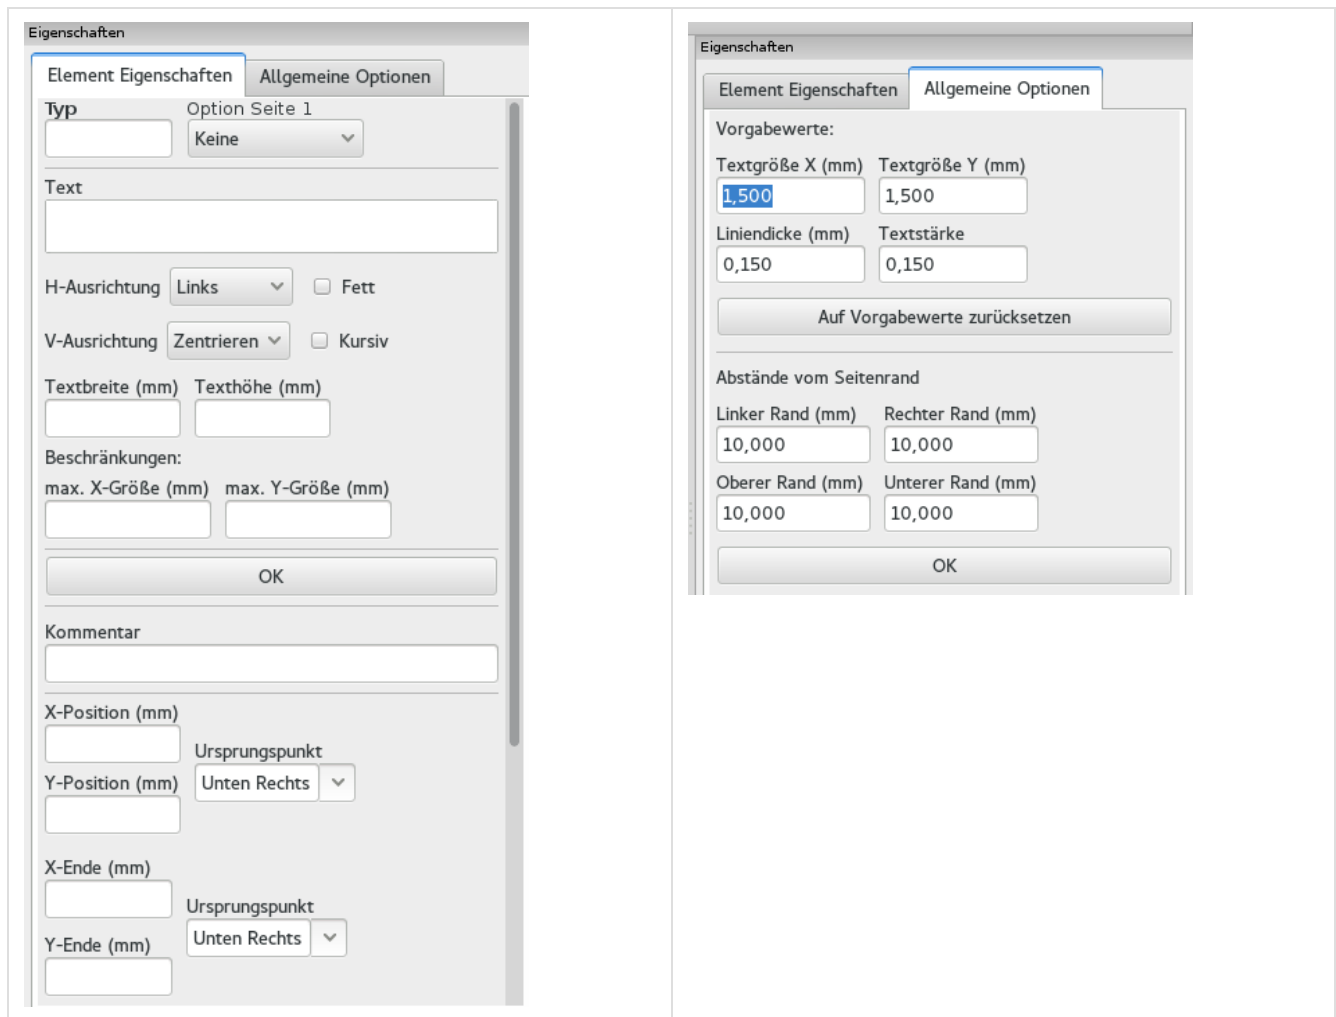 Eigenschaften
Element Eigenschaften Allgemeine Optionen
Typ Option Seite 1
Keine
Text
H-Ausrichtung Links Fett
V-Ausrichtung Zentrieren Kursiv
Textbreite (mm) Texthöhe (mm)
Beschränkungen:
max. X-Größe (mm) max. Y-Größe (mm)
OK
Kommentar
X-Position (mm)
Ursprungspunkt
Y-Position (mm) Unten Rechts
X-Ende (mm)
Ursprungspunkt
Y-Ende (mm) Unten Rechts
Eigenschaften
Element Eigenschaften Allgemeine Optionen
Vorgabewerte:
Textgröße X (mm) Textgröße Y (mm)
1,500 1,500
Liniendicke (mm) Textstärke
0,150 0,150
Auf Vorgabewerte zurücksetzen
Abstände vom Seitenrand
Linker Rand (mm) Rechter Rand (mm)
10,000 10,000
Oberer Rand (mm) Unterer Rand (mm)
10,000 10,000
OK